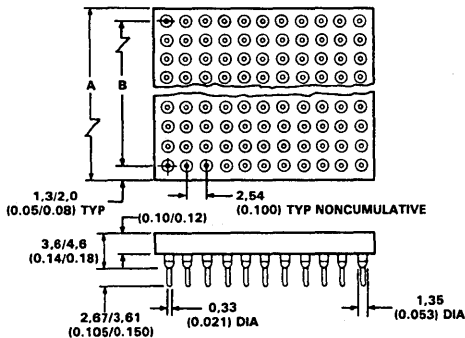 A
B
1,3/2,0
(0.05/0.08) TYP
2,54
(0.100) TYP NONCUMULATIVE
(0.10/0.12)
3,6/4,6
(0.14/0.18)
2,67/3,61
(0.105/0.150)
0,33
(0.021) DIA
1,35
(0.053) DIA